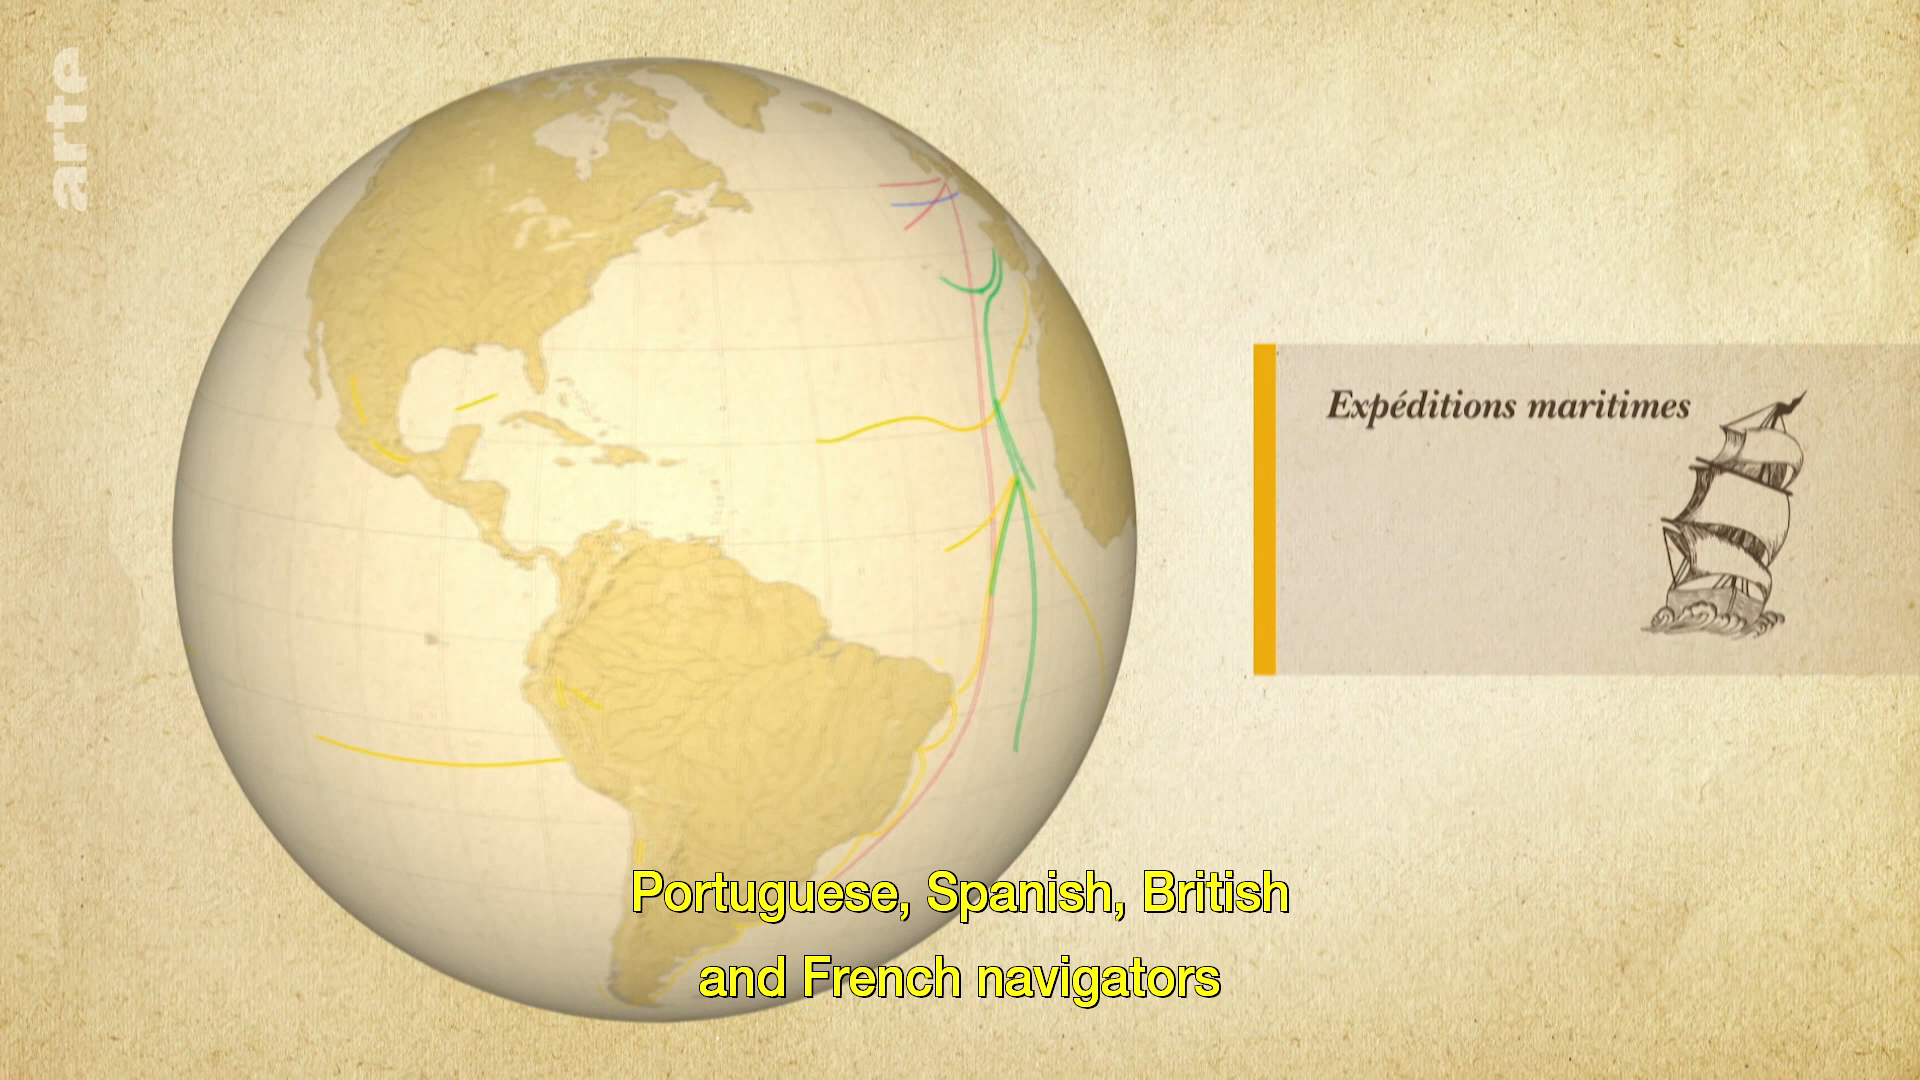 arte
Expéditions maritimes
Portuguese, Spanish, British
and French navigators